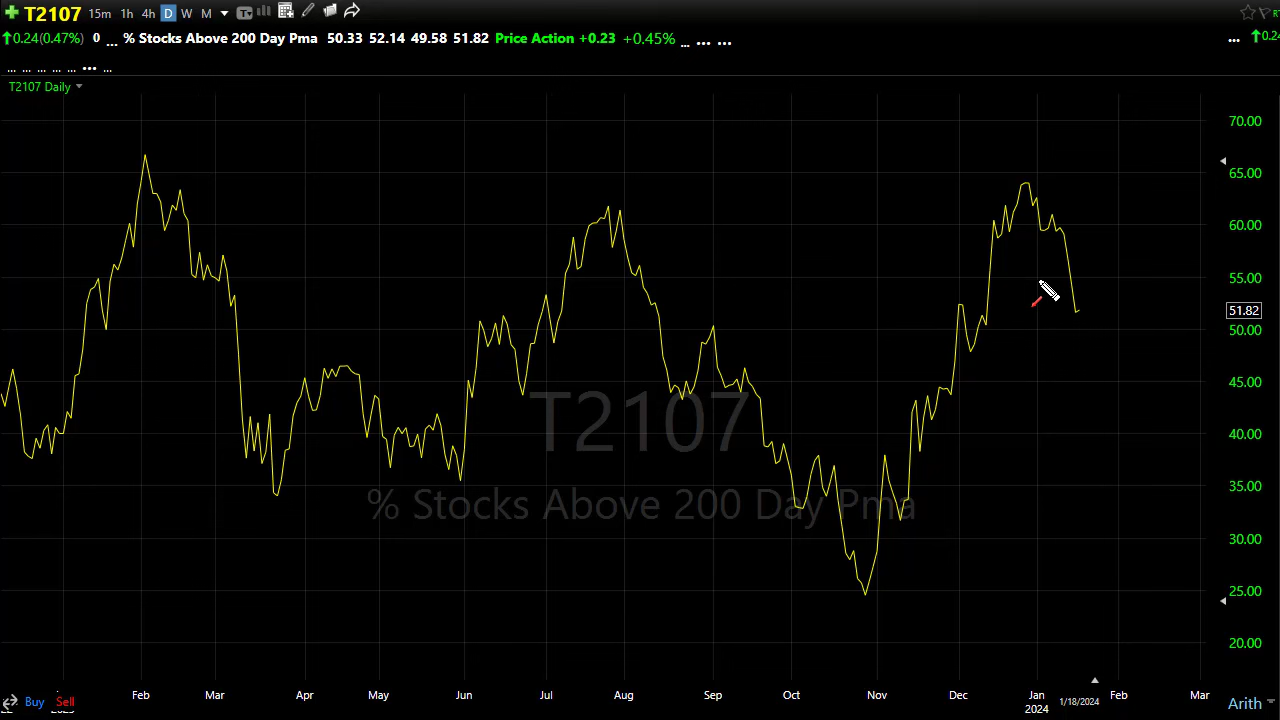 T2107 15m 1h 4h D W M
0.24(0.47%) 0 ... % Stocks Above 200 Day Pma 50.33 52.14 49.58 51.82 Price Action +0.23 +0.45% ... ... ... ... 0.24
... ... ... ... ... ... ...
T2107 Daily
70.00
65.00
60.00
55.00
51.82
50.00
45.00
40.00
35.00
30.00
25.00
20.00
T2107
% Stocks Above 200 Day Pma
Feb Mar Apr May Jun Jul Aug Sep Oct Nov Dec Jan Feb Mar
Buy Sell 2024 1/18/2024 Arith